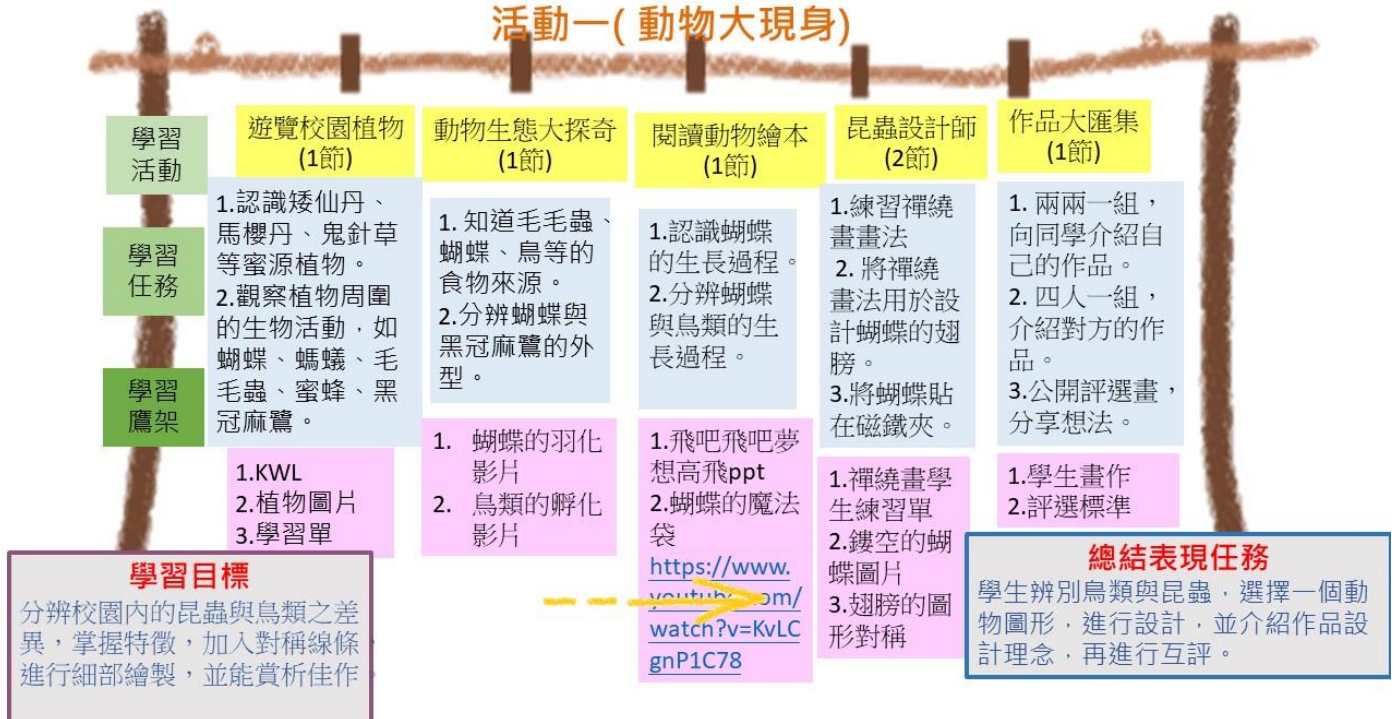 活動一( 動物大現身)
學習
活動
學習
任務
學習
鷹架
遊覽校園植物
(1節)
1.認識矮仙丹、
馬櫻丹、鬼針草
等蜜源植物。
2.觀察植物周圍
的生物活動，如
蝴蝶、螞蟻、毛
毛蟲、蜜蜂、黑
冠麻鷺。
1.KWL
2.植物圖片
3.學習單
動物生態大探奇
(1節)
1. 知道毛毛蟲、
蝴蝶、鳥等的
食物來源。
2.分辨蝴蝶與
黑冠麻鷺的外
型。
1. 蝴蝶的羽化
影片
2. 鳥類的孵化
影片
閱讀動物繪本
(1節)
1.認識蝴蝶
的生長過程。
2.分辨蝴蝶
與鳥類的生
長過程。
1.飛吧飛吧夢
想高飛ppt
2.蝴蝶的魔法
袋
https://www.
youtube.com/
watch?v=KvLC
gnP1C78
昆蟲設計師
(2節)
1.練習禪繞
畫畫法
2. 將禪繞
畫法用於設
計蝴蝶的翅
膀。
3.將蝴蝶貼
在磁鐵夾。
1.禪繞畫學
生練習單
2.鏤空的蝴
蝶圖片
3.翅膀的圖
形對稱
作品大匯集
(1節)
1. 兩兩一組，
向同學介紹自
己的作品。
2. 四人一組，
介紹對方的作
品。
3.公開評選畫，
分享想法。
1.學生畫作
2.評選標準
學習目標
分辨校園內的昆蟲與鳥類之差
異，掌握特徵，加入對稱線條，
進行細部繪製，並能賞析佳作。
總結表現任務
學生辨別鳥類與昆蟲，選擇一個動
物圖形，進行設計，並介紹作品設
計理念，再進行互評。